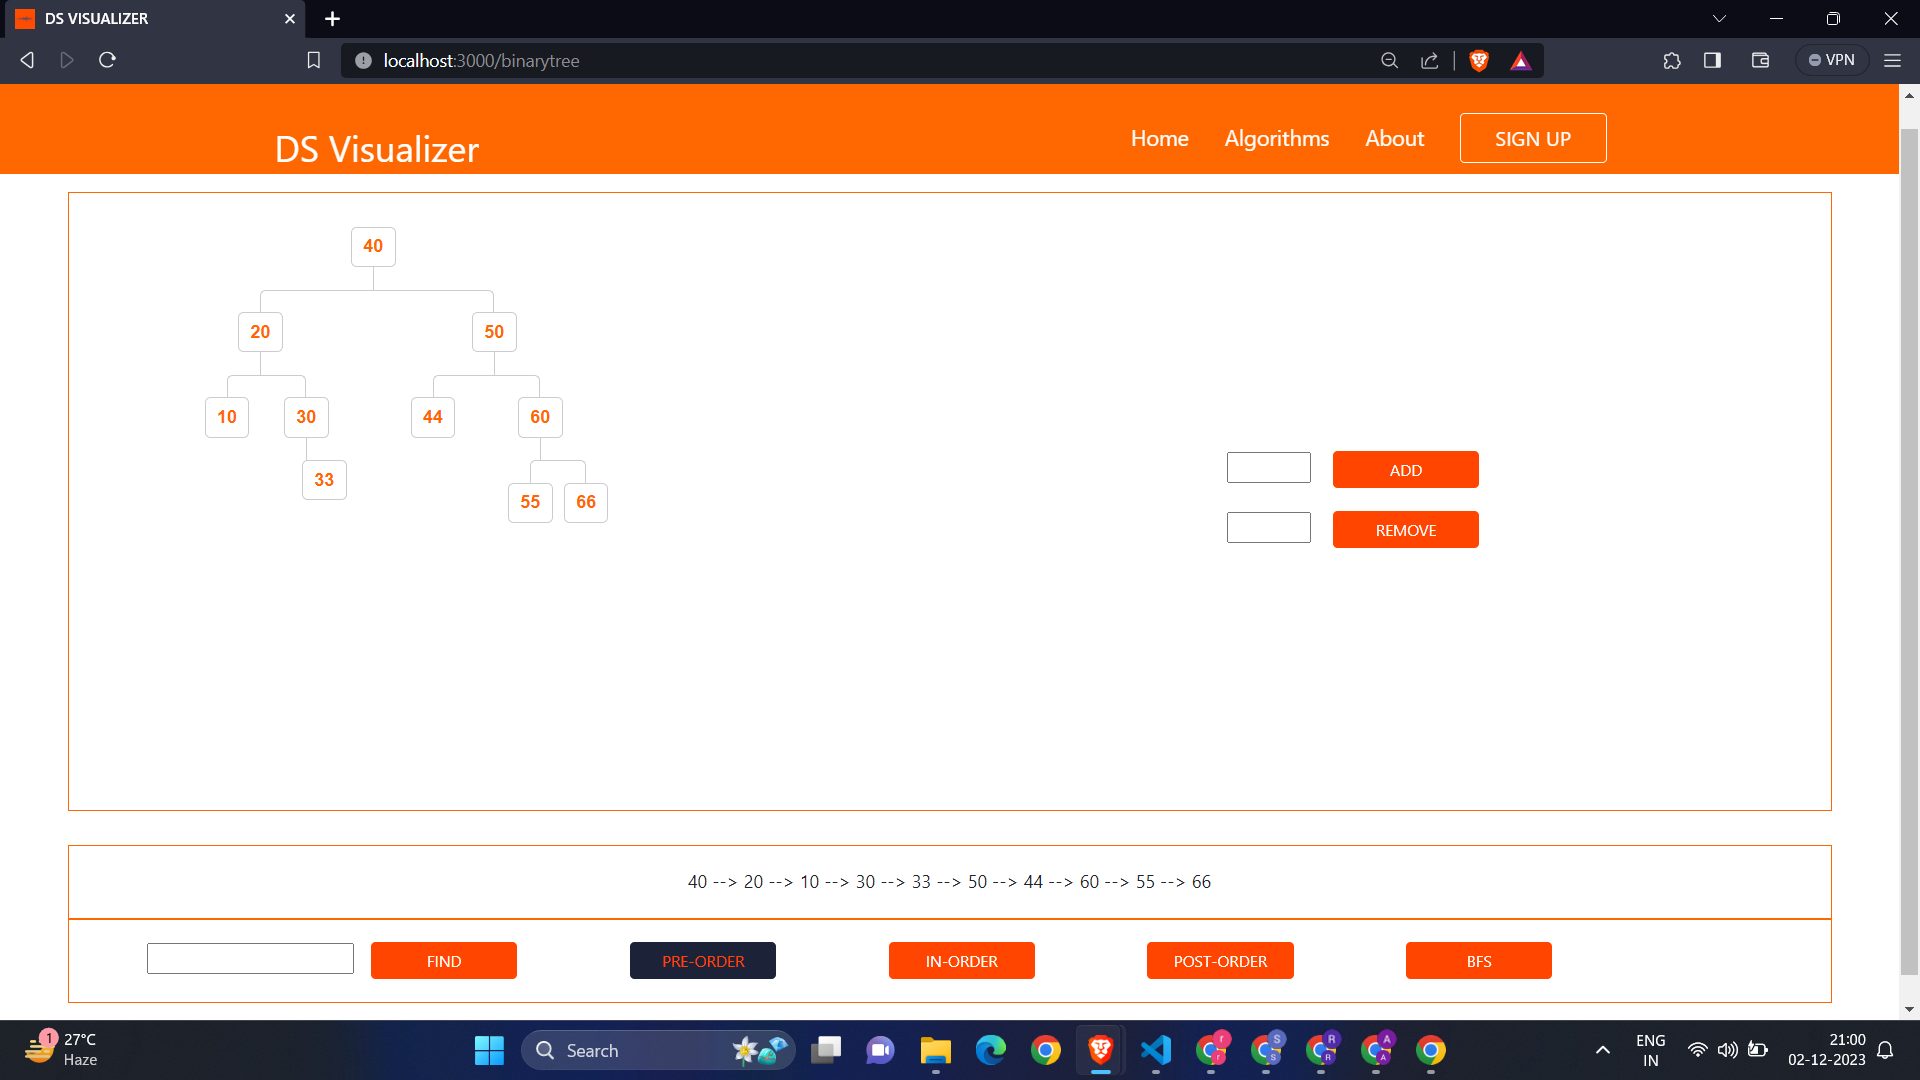 DS VISUALIZER
localhost:3000/binarytree
VPN
DS Visualizer
Home Algorithms About SIGN UP
40
20 50
10 30 44 60
33 55 66
ADD
REMOVE
40 --> 20 --> 10 --> 30 --> 33 --> 50 --> 44 --> 60 --> 55 --> 66
FIND PRE-ORDER IN-ORDER POST-ORDER BFS
1 27°C
Haze
Search
r r S S R R A A
ENG
IN
21:00
02-12-2023